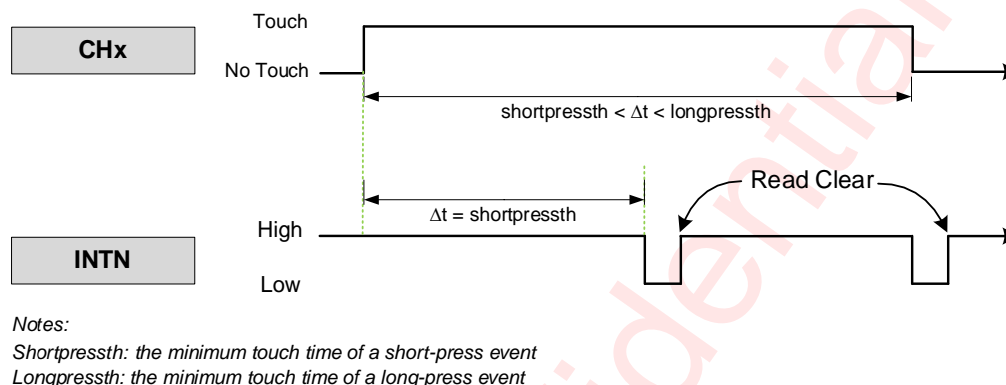 Touch
CHx
No Touch
shortpressth < Δt < longpressth
Read Clear
Δt = shortpressth
High
INTN
Low
Notes:
Shortpressth: the minimum touch time of a short-press event
Longpressth: the minimum touch time of a long-press event
idential